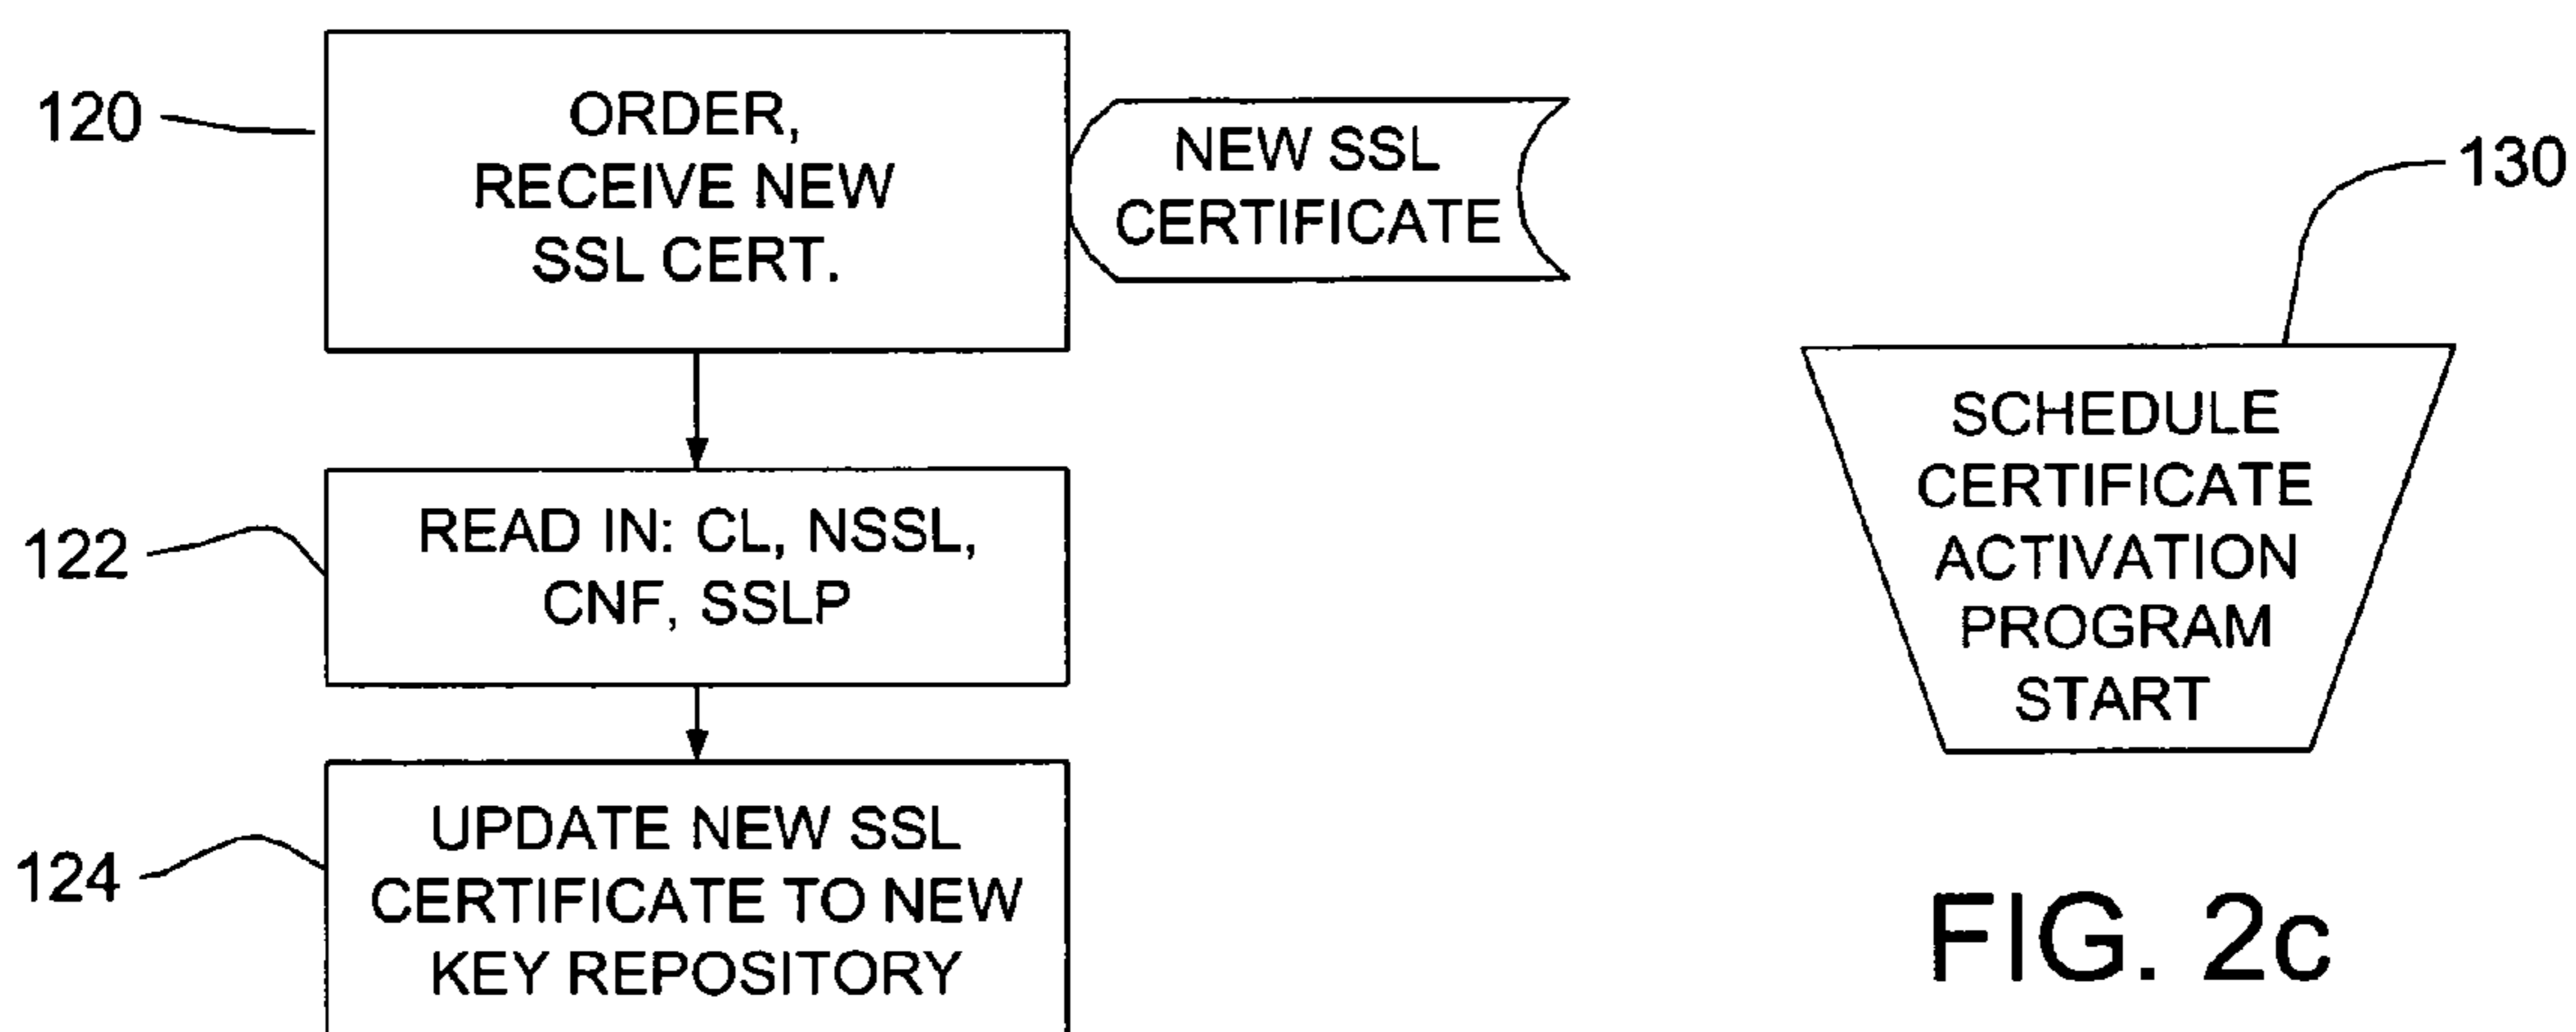 120
ORDER,
RECEIVE NEW
SSL CERT.
NEW SSL
CERTIFICATE
122
READ IN: CL, NSSL,
CNF, SSLP
124
UPDATE NEW SSL
CERTIFICATE TO NEW
KEY REPOSITORY
130
SCHEDULE
CERTIFICATE
ACTIVATION
PROGRAM
START
FIG. 2c